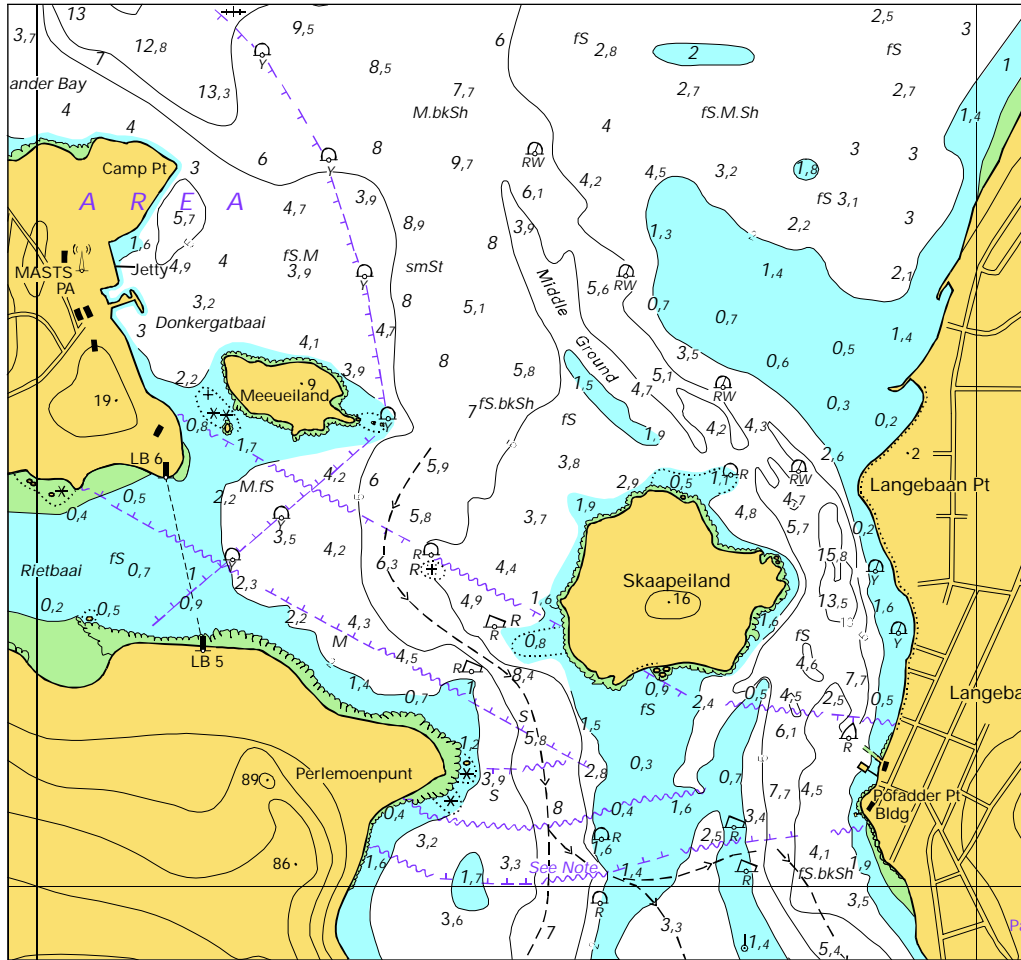 13
3,7
12,8
7
9,5
6
fS
2,8
2
2,5
3
fS
1
8,5
Y
13,3
7,7
M.bkSh
2,7
fS.M.Sh
2,7
1,4
ander Bay
4
4
4
3
3
Camp Pt
3
6
Y
8
9,7
RW
4,2
4,5
3,2
1,8
A R E A
5,7
4,7
3,9
8,9
6,1
3,9
fS 3,1
2,2
3
1,6
4
fS.M
3,9
smSt
8
1,3
1,4
2,1
MASTS
PA
Jetty
4,9
Y
8
5,6
RW
0,7
0,7
3,2
Donkergatbaai
3
4,7
5,1
Middle Ground
1,4
0,5
4,1
3,9
8
5,8
3,5
0,6
2,2
Meeueiland
9
7
fS.bkSh
1,5
4,7
5,1
RW
0,3
0,2
19
0,8
1,7
Y
fS
1,9
4,2
4,3
2,6
2
LB 6
4,2
6
5,9
3,8
2,9
0,5
1,1
R
RW
Langebaan Pt
0,5
0,4
2,2
M.fS
Y
3,5
5,8
3,7
1,9
4,8
4,7
5,7
0,2
fS
0,7
Rietbaai
4,2
6,3
R
R
4,4
Skaapeiland
16
15,8
Y
0,2
0,5
1
0,9
2,3
2,2
4,3
4,9
1,6
13,5
1,6
M
R
R
0,8
1,6
fS
Y
LB 5
4,5
R
8,4
4,6
7,7
1,4
0,7
1
0,9
fS
2,4
0,5
4,5
2,5
0,5
Langeba
S
5,8
1,5
6,1
R
1,2
89
Perlemoenpunt
3,9
S
2,8
0,3
0,7
7,7
4,5
Pofadder Pt
Bldg
0,4
8
0,4
1,6
3,4
3,2
R
1,6
2,5
R
4,1
86
1,6
3,3
See Note
1,4
1,9
1,7
R
fS.bkSh
3,6
R
3,3
3,5
7
1,4
5,4
Pa